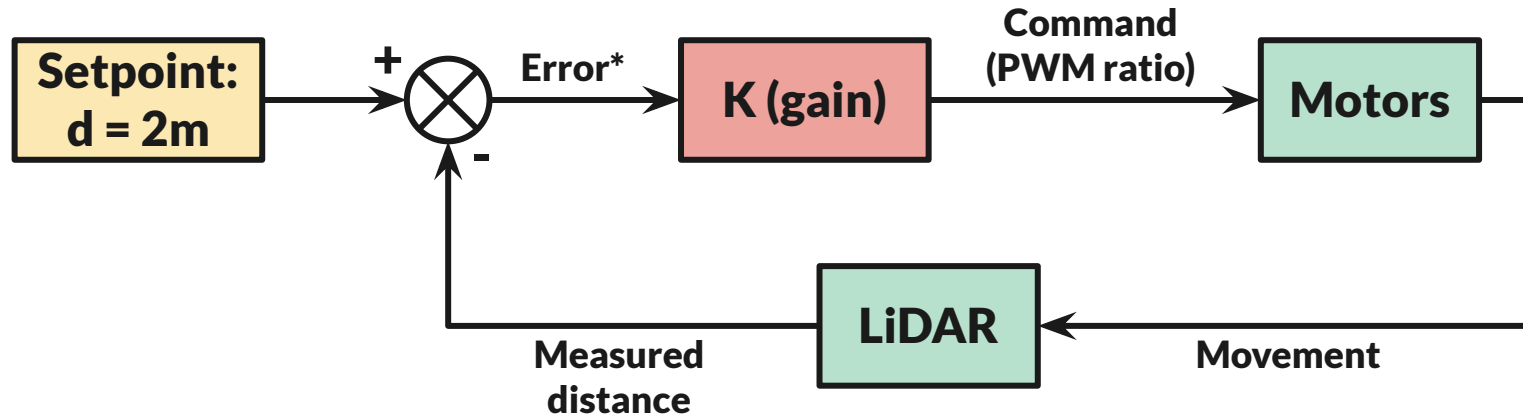 Setpoint:
d = 2m
+
-
Error*
K (gain)
Command
(PWM ratio)
Motors
LiDAR
Measured
distance
Movement